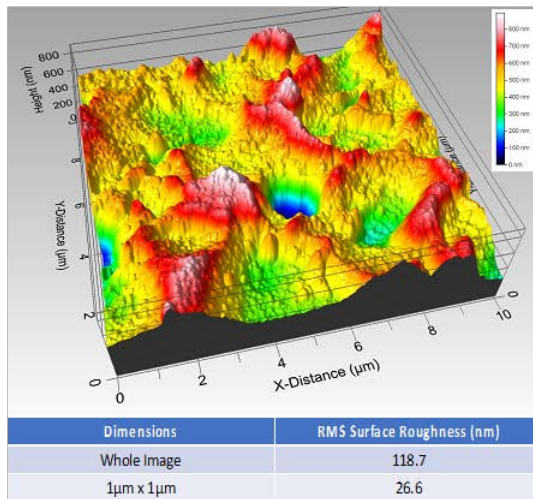 800
600
400
200
0
Height (nm)
800 nm
700 nm
600 nm
500 nm
400 nm
300 nm
200 nm
100 nm
0 nm
8
6
4
2
0
Y-Distance (µm)
0
2
4
6
8
10
0
X-Distance (µm)
Dimensions RMS Surface Roughness (nm)
Whole Image 118.7
1µm x 1µm 26.6